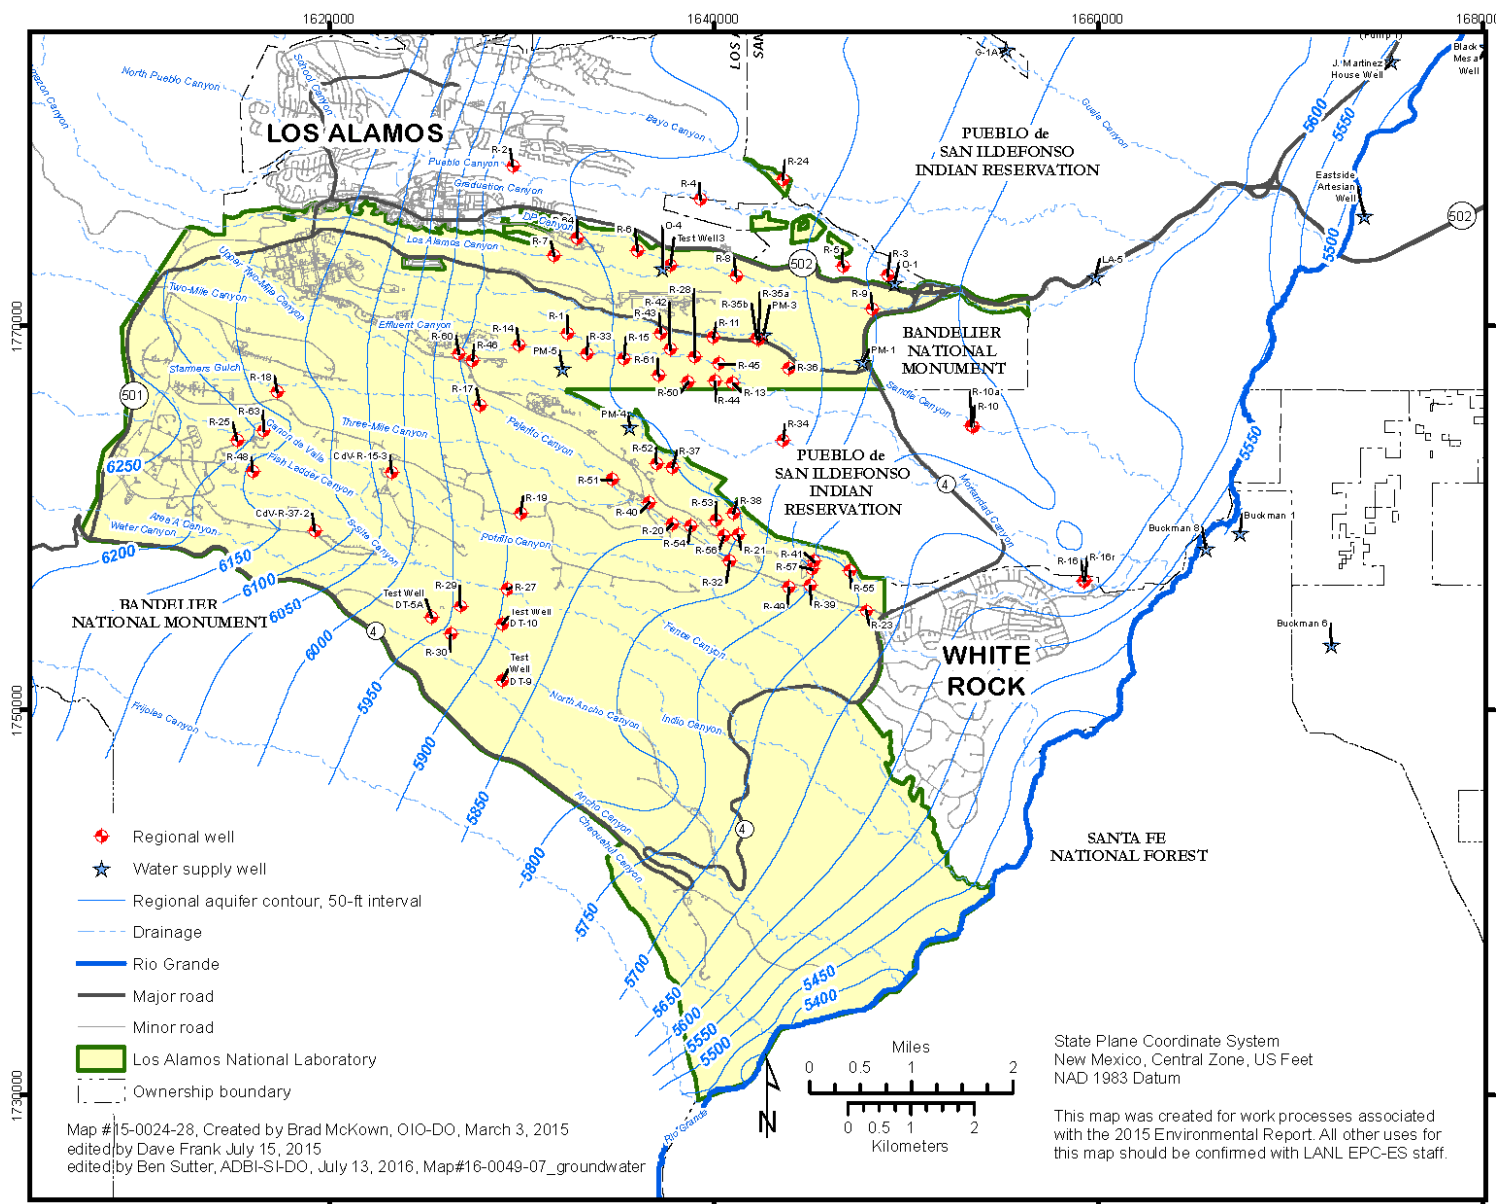 1620000
1640000
1660000
168000
1770000
1750000
1730000
LOS A
SAN
North Pueblo Canyon
School Canyon
Bayo Canyon
Guaje Canyon
G-1A
(Pump 1)
J. Martinez
House Well
Black
Mesa
Well
LOS ALAMOS
PUEBLO de
SAN ILDEFONSO
INDIAN RESERVATION
5600
5550
Pueblo Canyon
Graduation Canyon
R-2
R-4
R-24
Eastside
Artesian
Well
502
5500
DP Canyon
Los Alamos Canyon
R-7
R-6
O-4
Test Well3
R-8
502
R-5
R-3
O-1
LA-5
Upper Two-Mile Canyon
Two-Mile Canyon
R-28
R-42
R-43
R-35b
R-35a
PM-3
R-9
Effluent Canyon
R-1
R-14
R-33
R-15
R-11
R-60
R-46
PM-5
R-61
R-45
R-36
PM-1
BANDELIER
NATIONAL
MONUMENT
Starmers Gulch
R-18
R-17
R-50
R-44
R-13
Sandia Canyon
R-10a
R-10
501
R-63
R-25
Canon de Valle
Three-Mile Canyon
Pajarito Canyon
PM-4
R-34
R-48
Fish Ladder Canyon
CdV-R-15-3
R-52
R-37
PUEBLO de
SAN ILDEFONSO
INDIAN
RESERVATION
5550
6250
R-51
4
Mortandad Canyon
CdV-R-37-2
R-19
R-40
R-53
R-38
Area A Canyon
Water Canyon
S-Site Canyon
Potrillo Canyon
R-20
R-54
R-56
R-21
R-41
R-57
Buckman 8
Buckman 1
6200
6150
6100
6050
6000
R-32
R-16
R-16r
R-29
R-27
R-49
R-39
R-55
R-23
BANDELIER
NATIONAL MONUMENT
Test Well
DT-5A
Test Well
DT-10
R-30
4
Fence Canyon
Buckman 6
WHITE
ROCK
Test
Well
DT-9
5950
Frijoles Canyon
North Ancho Canyon
Indio Canyon
5900
5850
Ancho Canyon
Chaquehui Canyon
4
5800
SANTA FE
NATIONAL FOREST
5750
5700
5650
5600
5550
5500
5450
5400
Rio Grande
Regional well
Water supply well
Regional aquifer contour, 50-ft interval
Drainage
Rio Grande
Major road
Minor road
Los Alamos National Laboratory
Ownership boundary
Miles
0 0.5 1 2
0 0.5 1 2
Kilometers
N
State Plane Coordinate System
New Mexico, Central Zone, US Feet
NAD 1983 Datum
This map was created for work processes associated
with the 2015 Environmental Report. All other uses for
this map should be confirmed with LANL EPC-ES staff.
Map #15-0024-28, Created by Brad McKown, OIO-DO, March 3, 2015
edited by Dave Frank July 15, 2015
edited by Ben Sutter, ADBI-SI-DO, July 13, 2016, Map#16-0049-07_groundwater